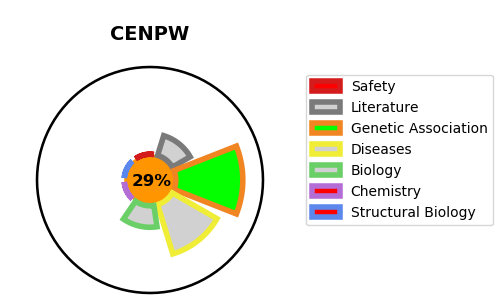 CENPW
29%
Safety
Literature
Genetic Association
Diseases
Biology
Chemistry
Structural Biology